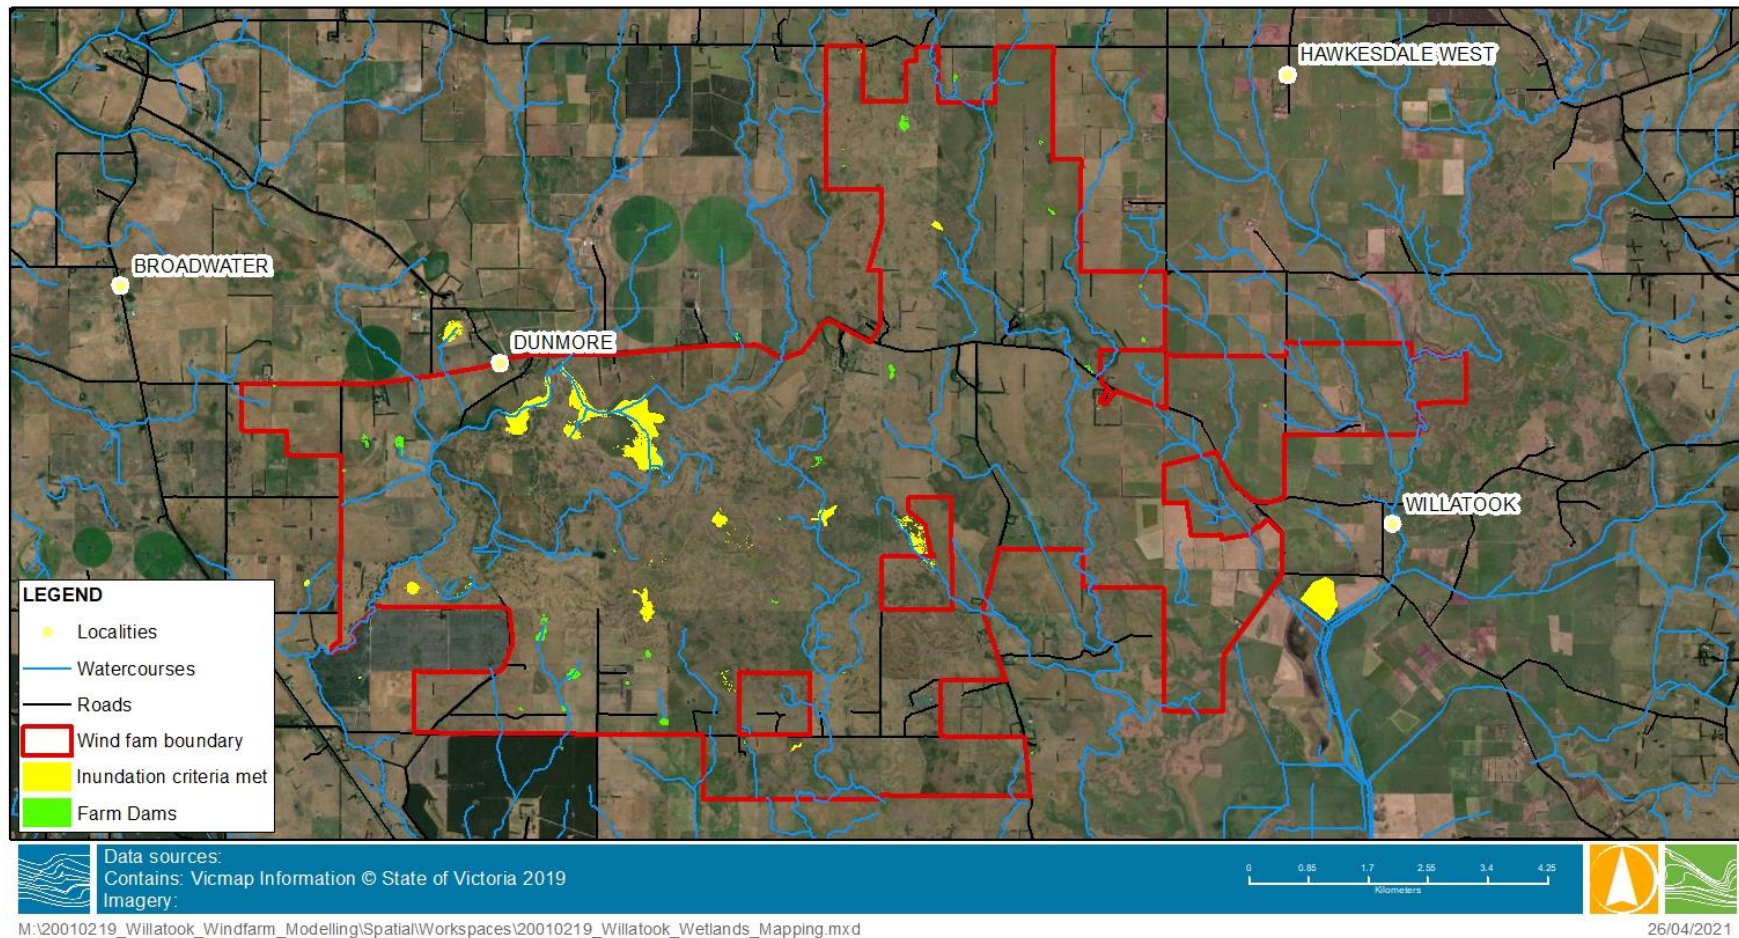 HAWKESDALE WEST
BROADWATER
DUNMORE
WILLATOOK
LEGEND
Localities
Watercourses
Roads
Wind fam boundary
Inundation criteria met
Farm Dams
Data sources:
Contains: Vicmap Information © State of Victoria 2019
Imagery:
0 0.85 1.7 2.55 3.4 4.25
Kilometers
M:\20010219_Willatook_Windfarm_Modelling\Spatial\Workspaces\20010219_Willatook_Wetlands_Mapping.mxd
26/04/2021